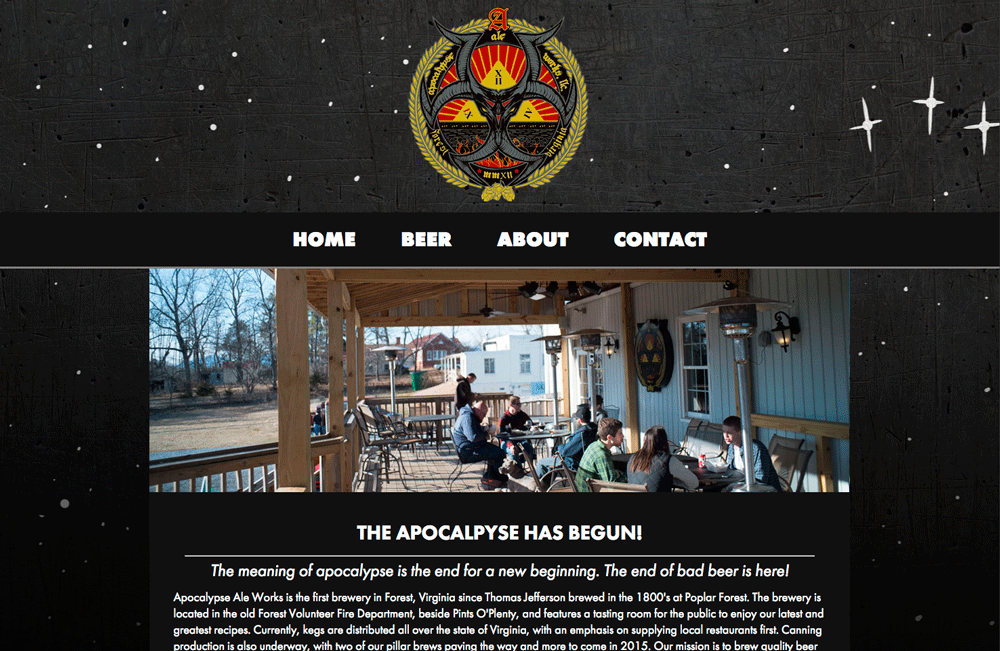 A
ale
apocalypse works llc.
XII
IX IV
forest virginia
mmXII
HOME BEER ABOUT CONTACT
THE APOCALPYSE HAS BEGUN!
The meaning of apocalypse is the end for a new beginning. The end of bad beer is here!
Apocalypse Ale Works is the first brewery in Forest, Virginia since Thomas Jefferson brewed in the 1800's at Poplar Forest. The brewery is
located in the old Forest Volunteer Fire Department, beside Pints O'Plenty, and features a tasting room for the public to enjoy our latest and
greatest recipes. Currently, kegs are distributed all over the state of Virginia, with an emphasis on supplying local restaurants first. Canning
production is also underway, with two of our pillar brews paving the way and more to come in 2015. Our mission is to brew quality beer